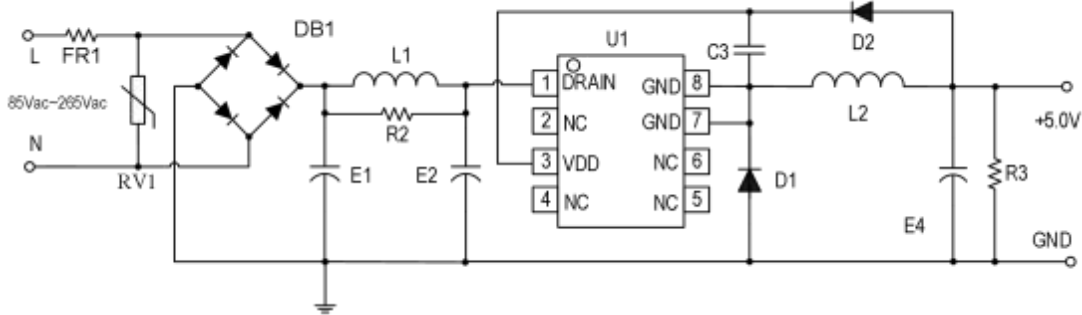 DB1
D2
U1
C3
L
FR1
L1
1
DRAIN
GND
8
85Vac~265Vac
L2
+5.0V
2
NC
GND
7
R2
N
3
VDD
NC
6
RV1
E1
E2
D1
R3
4
NC
NC
5
E4
GND